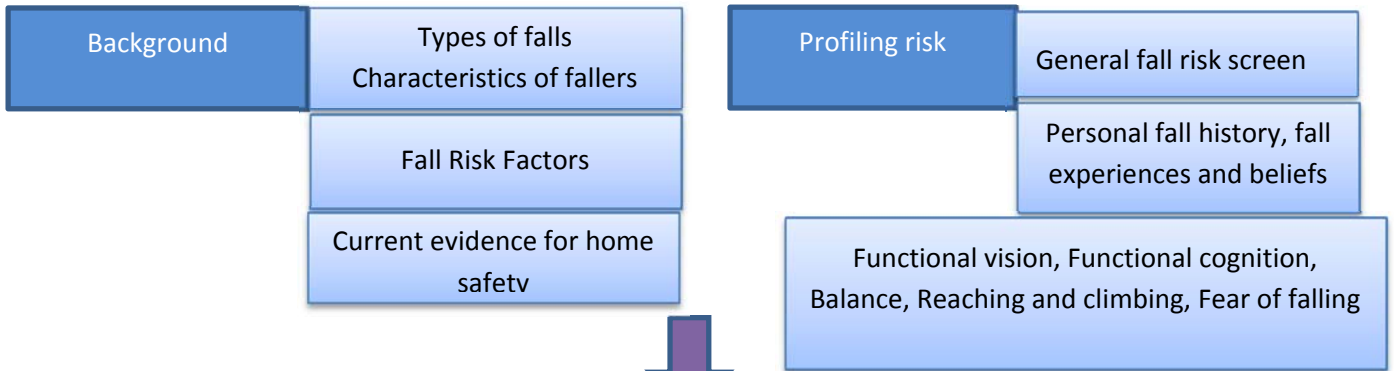 Background
Types of falls
Characteristics of fallers
Fall Risk Factors
Current evidence for home
safety
Profiling risk
General fall risk screen
Personal fall history, fall
experiences and beliefs
Functional vision, Functional cognition,
Balance, Reaching and climbing, Fear of falling